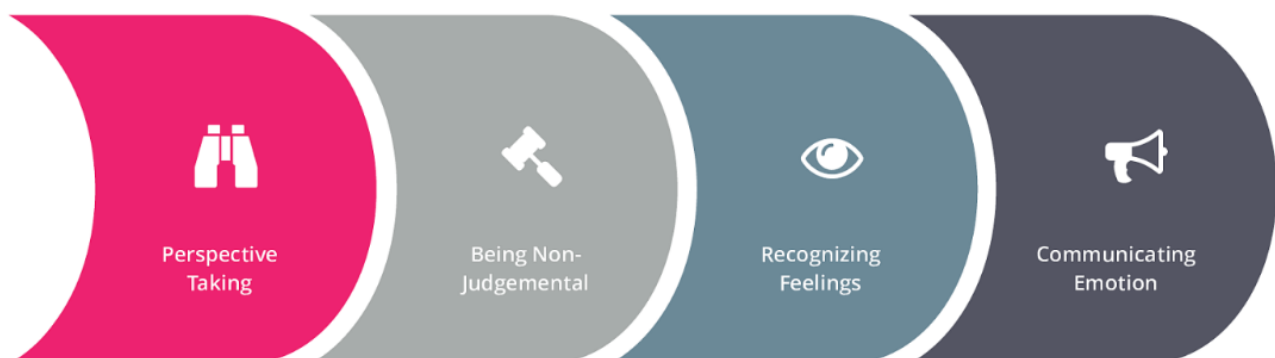 Perspective
Taking
Being Non-
Judgemental
Recognizing
Feelings
Communicating
Emotion